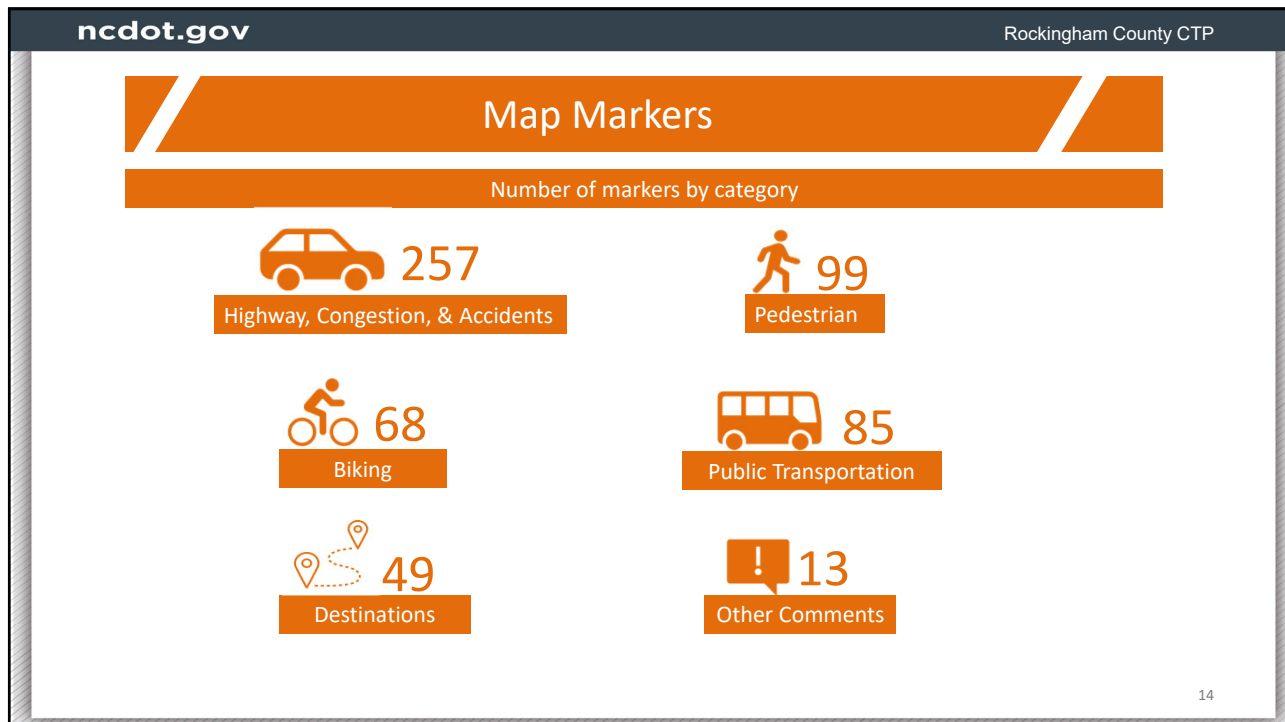 ncdot.gov
Rockingham County CTP
Map Markers
Number of markers by category
257
Highway, Congestion, & Accidents
99
Pedestrian
68
Biking
85
Public Transportation
49
Destinations
!
13
Other Comments
14